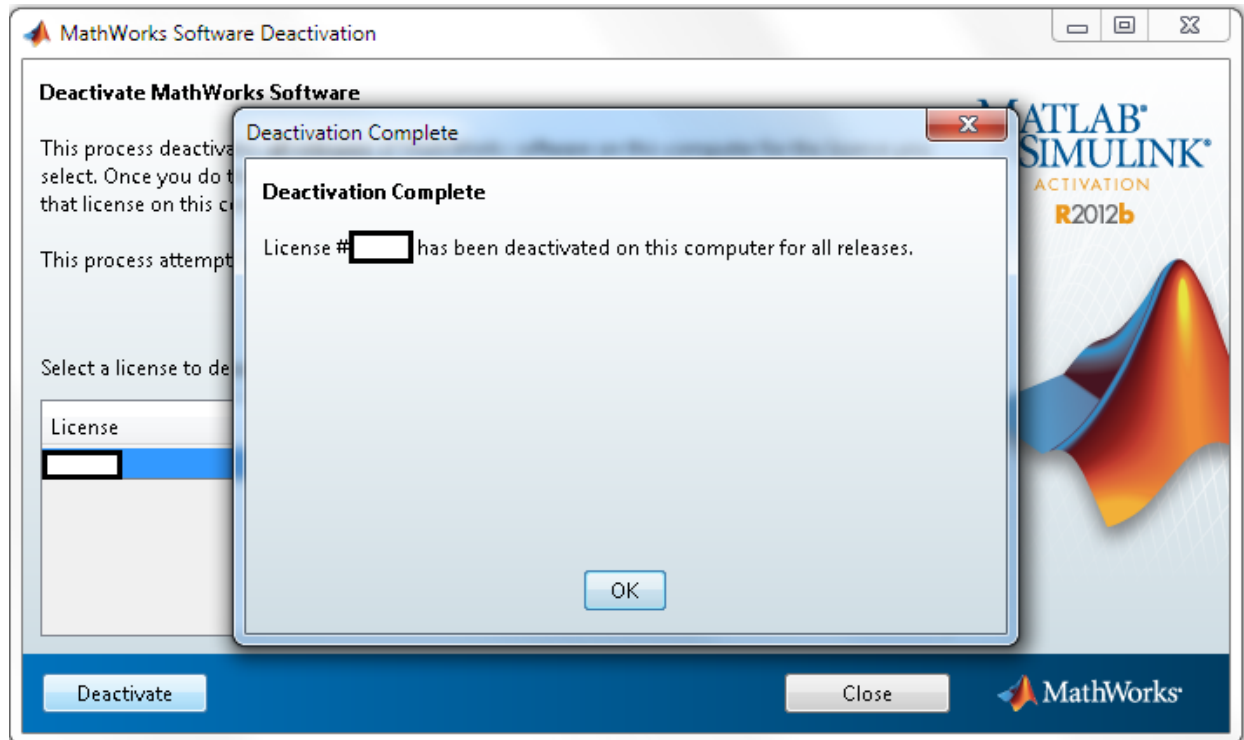 MathWorks Software Deactivation
Deactivate MathWorks Software
This process deactiva
select. Once you do t
that license on this c
This process attempt
Select a license to de
License
Deactivation Complete
Deactivation Complete
License # has been deactivated on this computer for all releases.
OK
MATLAB®
SIMULINK®
ACTIVATION
R2012b
Deactivate
Close
MathWorks®